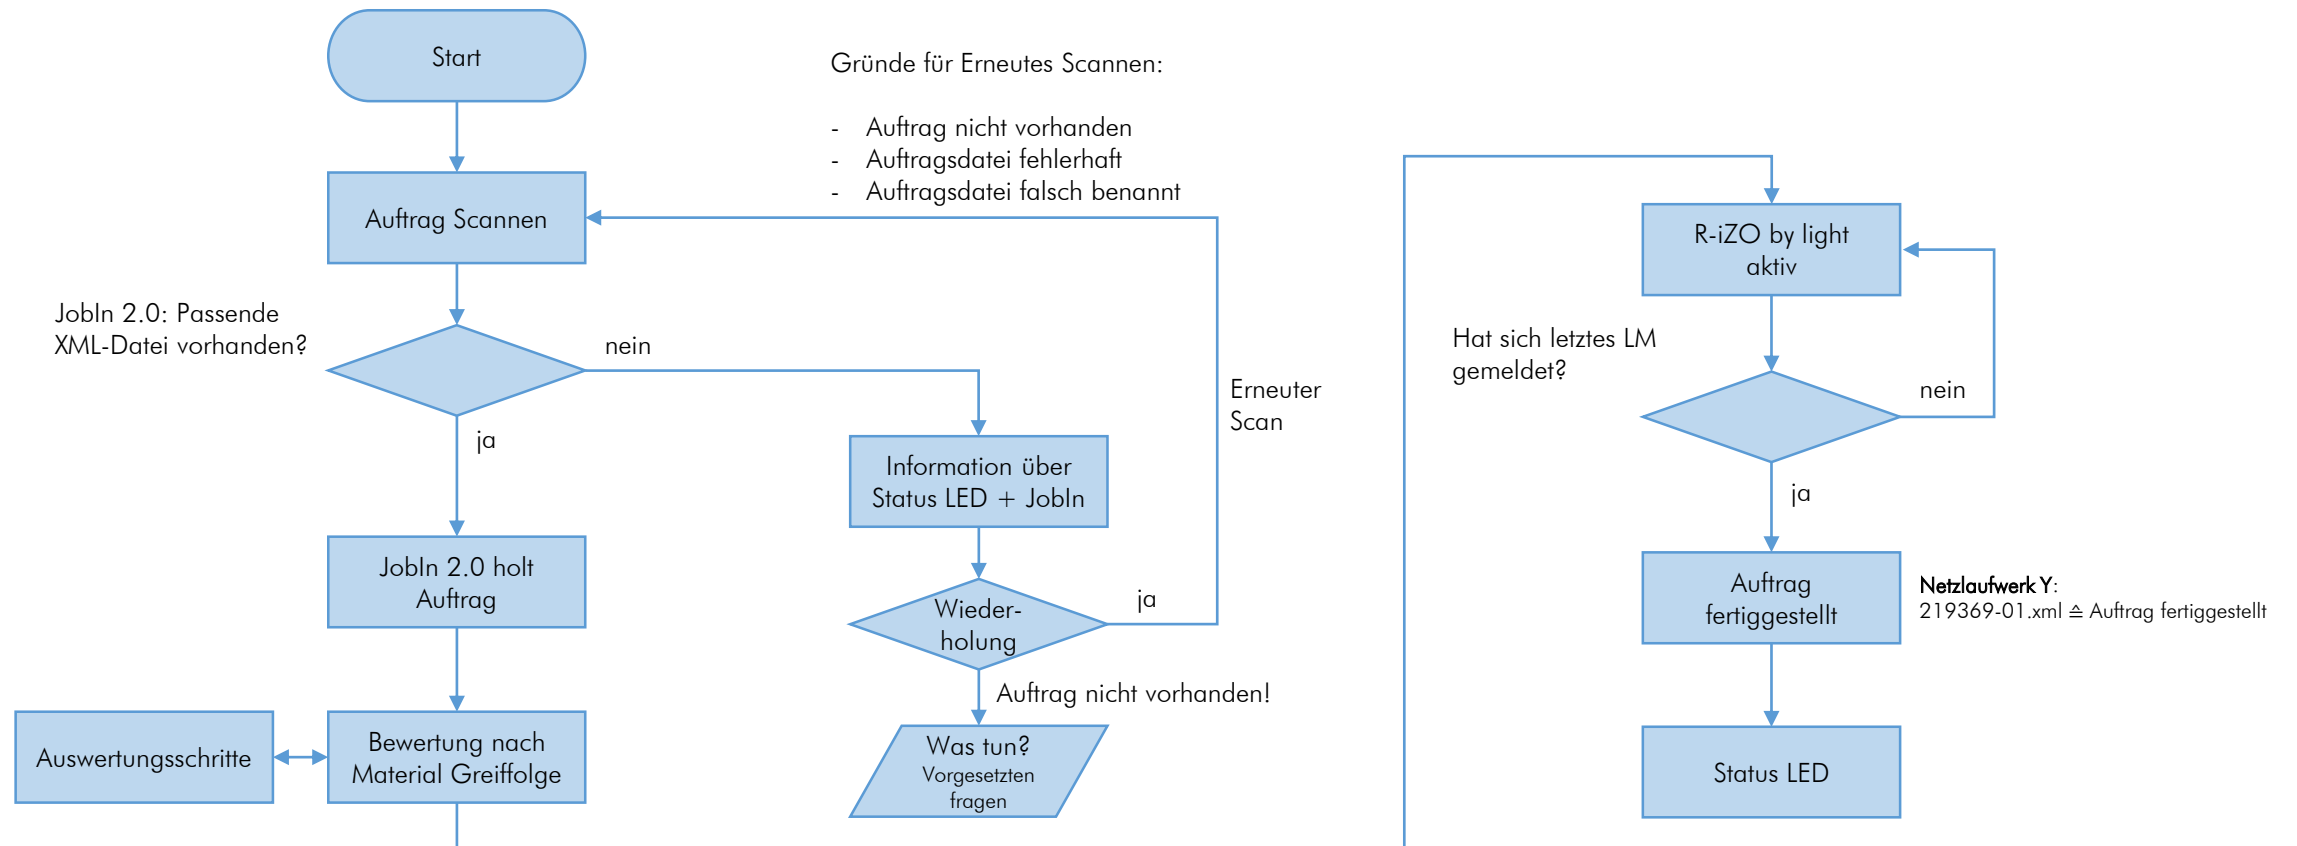 Start
Gründe für Erneutes Scannen:
- Auftrag nicht vorhanden
- Auftragsdatei fehlerhaft
- Auftragsdatei falsch benannt
Auftrag Scannen
JobIn 2.0: Passende
XML-Datei vorhanden?
nein
ja
Erneuter
Scan
Information über
Status LED + JobIn
JobIn 2.0 holt
Auftrag
Wieder-
holung
ja
Auftrag nicht vorhanden!
Was tun?
Vorgesetzten
fragen
Auswertungsschritte
Bewertung nach
Material Greiffolge
R-iZO by light
aktiv
Hat sich letztes LM
gemeldet?
nein
ja
Auftrag
fertiggestellt
Netzlaufwerk Y:
219369-01.xml ≙ Auftrag fertiggestellt
Status LED